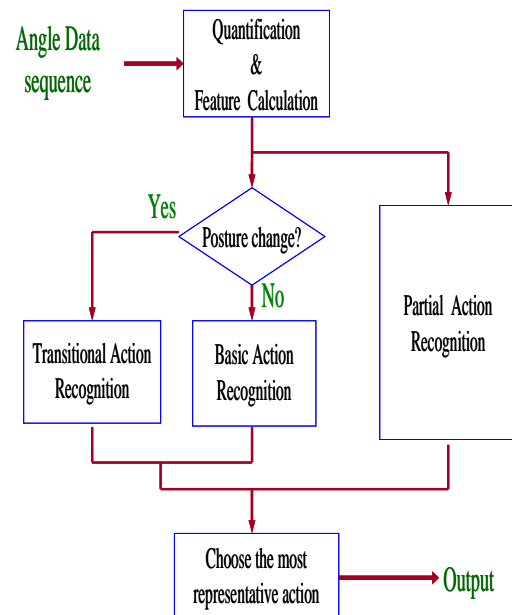 Angle Data
sequence
Quantification
&
Feature Calculation
Yes
Posture change?
No
Partial Action
Recognition
Transitional Action
Recognition
Basic Action
Recognition
Choose the most
representative action
Output